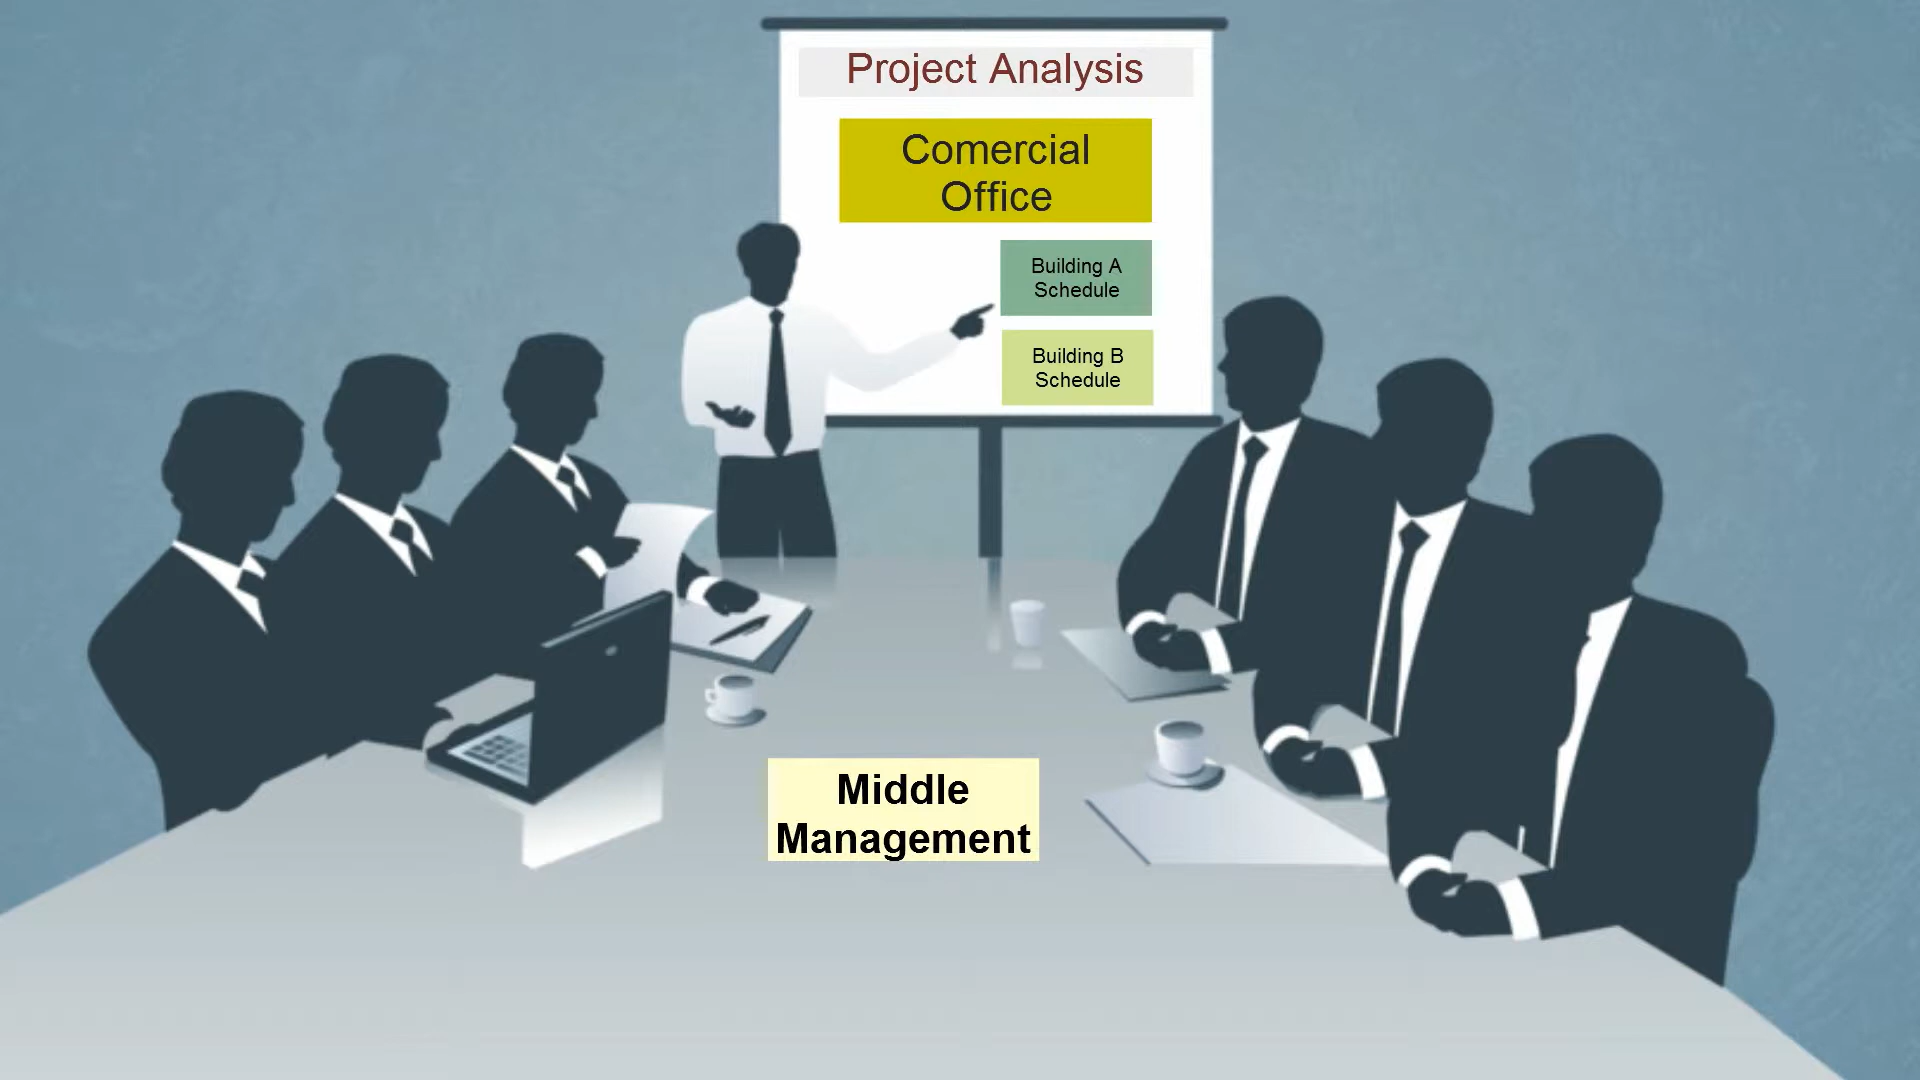 Project Analysis
Comercial
Office
Building A
Schedule
Building B
Schedule
Middle
Management